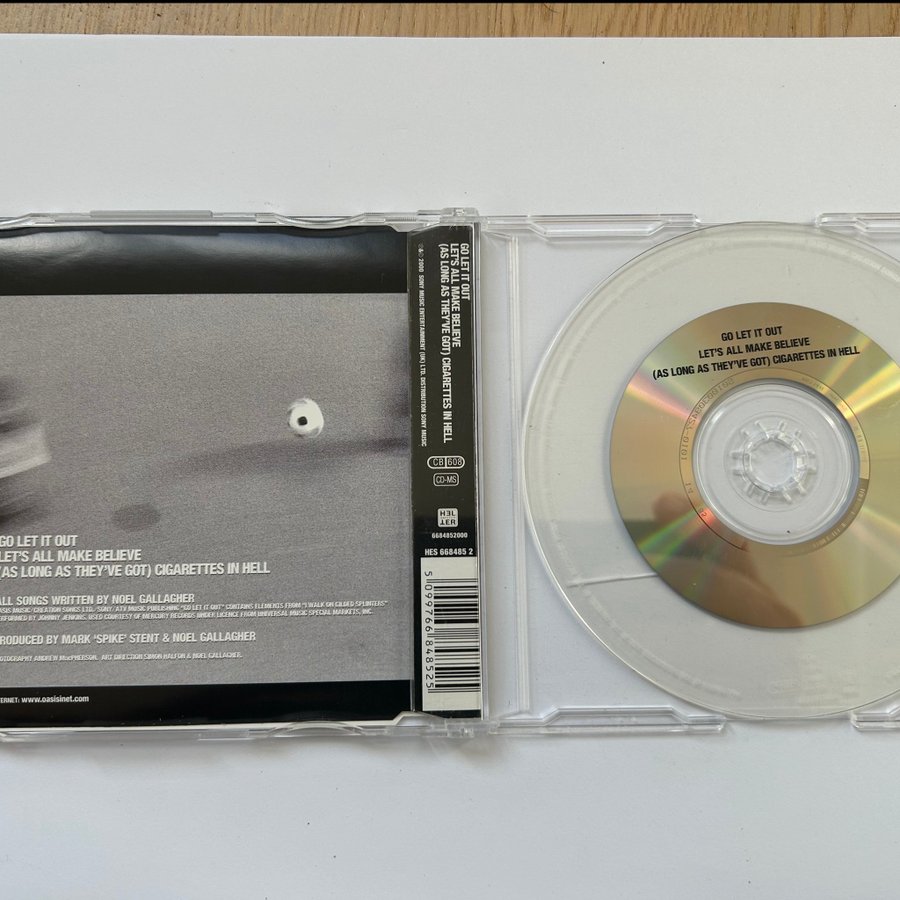 GO LET IT OUT
LET'S ALL MAKE BELIEVE
(AS LONG AS THEY'VE GOT) CIGARETTES IN HELL
ALL SONGS WRITTEN BY NOEL GALLAGHER
OASIS MUSIC/CREATION SONGS LTD./SONY/ATV MUSIC PUBLISHING "GO LET IT OUT" CONTAINS ELEMENTS FROM "I WALK ON GILDED SPLINTERS"
PERFORMED BY JOHNNY JENKINS. USED COURTESY OF MERCURY RECORDS UNDER LICENCE FROM UNIVERSAL MUSIC SPECIAL MARKETS, INC.
RODUCED BY MARK 'SPIKE' STENT & NOEL GALLAGHER
OTOGRAPHY ANDREW MacPHERSON. ART DIRECTION SIMON HALFON & NOEL GALLAGHER.
TERNET: www.oasisinet.com
GO LET IT OUT
LET'S ALL MAKE BELIEVE
(AS LONG AS THEY'VE GOT) CIGARETTES IN HELL
℗&© 2000 SONY MUSIC ENTERTAINMENT (UK) LTD. DISTRIBUTION SONY MUSIC
CB 608
CD-MS
HEL
TER
6684852000
HES 668485 2
5 099766 848525
GO LET IT OUT
LET'S ALL MAKE BELIEVE
(AS LONG AS THEY'VE GOT) CIGARETTES IN HELL